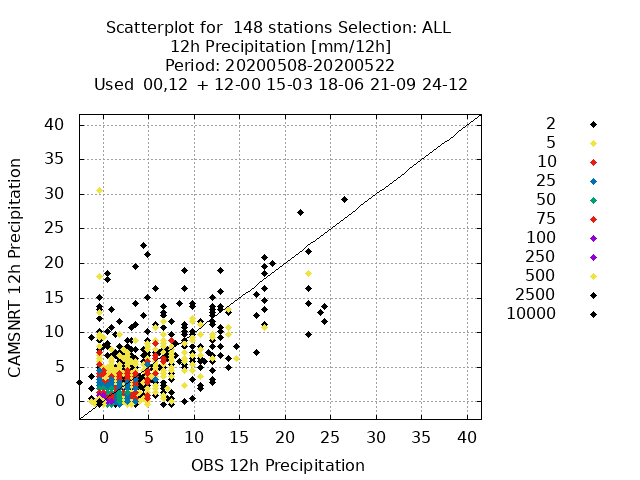 Scatterplot for  148 stations Selection: ALL
12h Precipitation [mm/12h]
Period: 20200508-20200522
Used  00,12  + 12-00 15-03 18-06 21-09 24-12
40
35
30
25
20
15
10
5
0
CAMSNRT 12h Precipitation
0 5 10 15 20 25 30 35 40
OBS 12h Precipitation
2
5
10
25
50
75
100
250
500
2500
10000